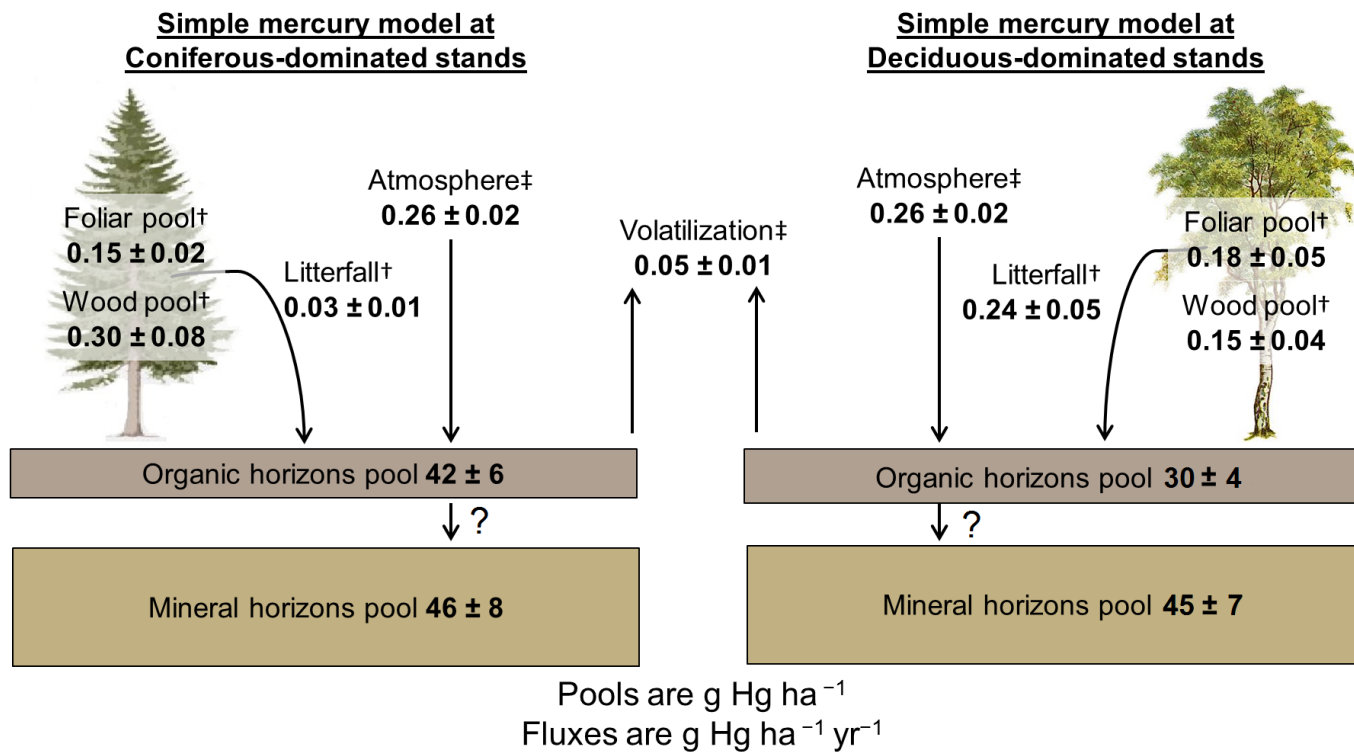 Simple mercury model at
Coniferous-dominated stands
Foliar pool†
0.15 ± 0.02
Wood pool†
0.30 ± 0.08
Litterfall†
0.03 ± 0.01
Atmosphere‡
0.26 ± 0.02
Volatilization‡
0.05 ± 0.01
Organic horizons pool 42 ± 6
?
Mineral horizons pool 46 ± 8
Simple mercury model at
Deciduous-dominated stands
Atmosphere‡
0.26 ± 0.02
Litterfall†
0.24 ± 0.05
Foliar pool†
0.18 ± 0.05
Wood pool†
0.15 ± 0.04
Organic horizons pool 30 ± 4
?
Mineral horizons pool 45 ± 7
Pools are g Hg ha⁻¹
Fluxes are g Hg ha⁻¹ yr⁻¹